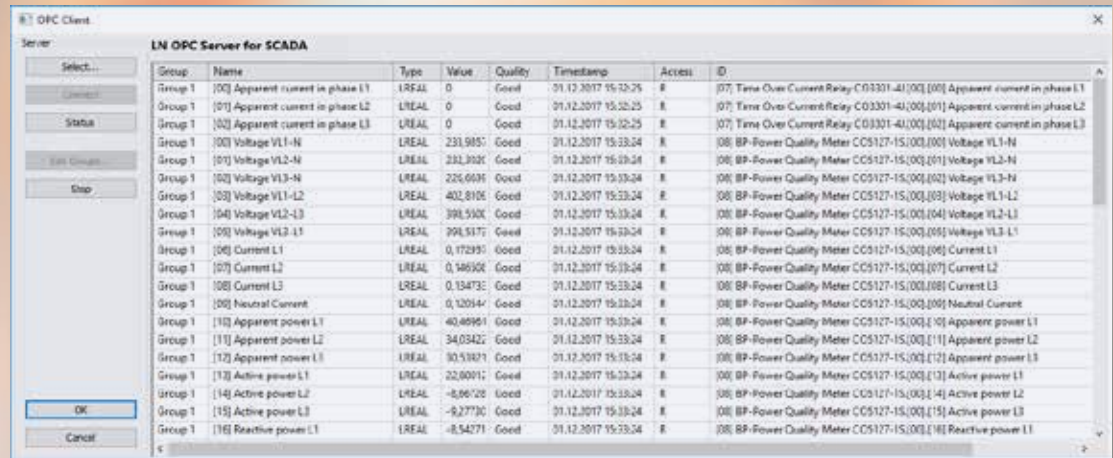 OPC Client
Server
LN OPC Server for SCADA
Select...
Connect
Status
Edit Groups...
Stop
OK
Cancel
Group Name Type Value Quality Timestamp Access ID
Group 1 [00] Apparent current in phase L1 LREAL 0 Good 01.12.2017 15:32:25 R [07] Time Over Current Relay CO3301-4J.[00].[00] Apparent current in phase L1
Group 1 [01] Apparent current in phase L2 LREAL 0 Good 01.12.2017 15:32:25 R [07] Time Over Current Relay CO3301-4J.[00].[01] Apparent current in phase L2
Group 1 [02] Apparent current in phase L3 LREAL 0 Good 01.12.2017 15:32:25 R [07] Time Over Current Relay CO3301-4J.[00].[02] Apparent current in phase L3
Group 1 [00] Voltage VL1-N LREAL Good 01.12.2017 15:33:24 R [08] BP-Power Quality Meter CO5127-1S.[00].[00] Voltage VL1-N
Group 1 [01] Voltage VL2-N LREAL Good 01.12.2017 15:33:24 R [08] BP-Power Quality Meter CO5127-1S.[00].[01] Voltage VL2-N
Group 1 [02] Voltage VL3-N LREAL Good 01.12.2017 15:33:24 R [08] BP-Power Quality Meter CO5127-1S.[00].[02] Voltage VL3-N
Group 1 [03] Voltage VL1-L2 LREAL Good 01.12.2017 15:33:24 R [08] BP-Power Quality Meter CO5127-1S.[00].[03] Voltage VL1-L2
Group 1 [04] Voltage VL2-L3 LREAL Good 01.12.2017 15:33:24 R [08] BP-Power Quality Meter CO5127-1S.[00].[04] Voltage VL2-L3
Group 1 [05] Voltage VL3-L1 LREAL Good 01.12.2017 15:33:24 R [08] BP-Power Quality Meter CO5127-1S.[00].[05] Voltage VL3-L1
Group 1 [06] Current L1 LREAL Good 01.12.2017 15:33:24 R [08] BP-Power Quality Meter CO5127-1S.[00].[06] Current L1
Group 1 [07] Current L2 LREAL Good 01.12.2017 15:33:24 R [08] BP-Power Quality Meter CO5127-1S.[00].[07] Current L2
Group 1 [08] Current L3 LREAL Good 01.12.2017 15:33:24 R [08] BP-Power Quality Meter CO5127-1S.[00].[08] Current L3
Group 1 [09] Neutral Current LREAL Good 01.12.2017 15:33:24 R [08] BP-Power Quality Meter CO5127-1S.[00].[09] Neutral Current
Group 1 [10] Apparent power L1 LREAL Good 01.12.2017 15:33:24 R [08] BP-Power Quality Meter CO5127-1S.[00].[10] Apparent power L1
Group 1 [11] Apparent power L2 LREAL Good 01.12.2017 15:33:24 R [08] BP-Power Quality Meter CO5127-1S.[00].[11] Apparent power L2
Group 1 [12] Apparent power L3 LREAL Good 01.12.2017 15:33:24 R [08] BP-Power Quality Meter CO5127-1S.[00].[12] Apparent power L3
Group 1 [13] Active power L1 LREAL Good 01.12.2017 15:33:24 R [08] BP-Power Quality Meter CO5127-1S.[00].[13] Active power L1
Group 1 [14] Active power L2 LREAL Good 01.12.2017 15:33:24 R [08] BP-Power Quality Meter CO5127-1S.[00].[14] Active power L2
Group 1 [15] Active power L3 LREAL Good 01.12.2017 15:33:24 R [08] BP-Power Quality Meter CO5127-1S.[00].[15] Active power L3
Group 1 [16] Reactive power L1 LREAL Good 01.12.2017 15:33:24 R [08] BP-Power Quality Meter CO5127-1S.[00].[16] Reactive power L1